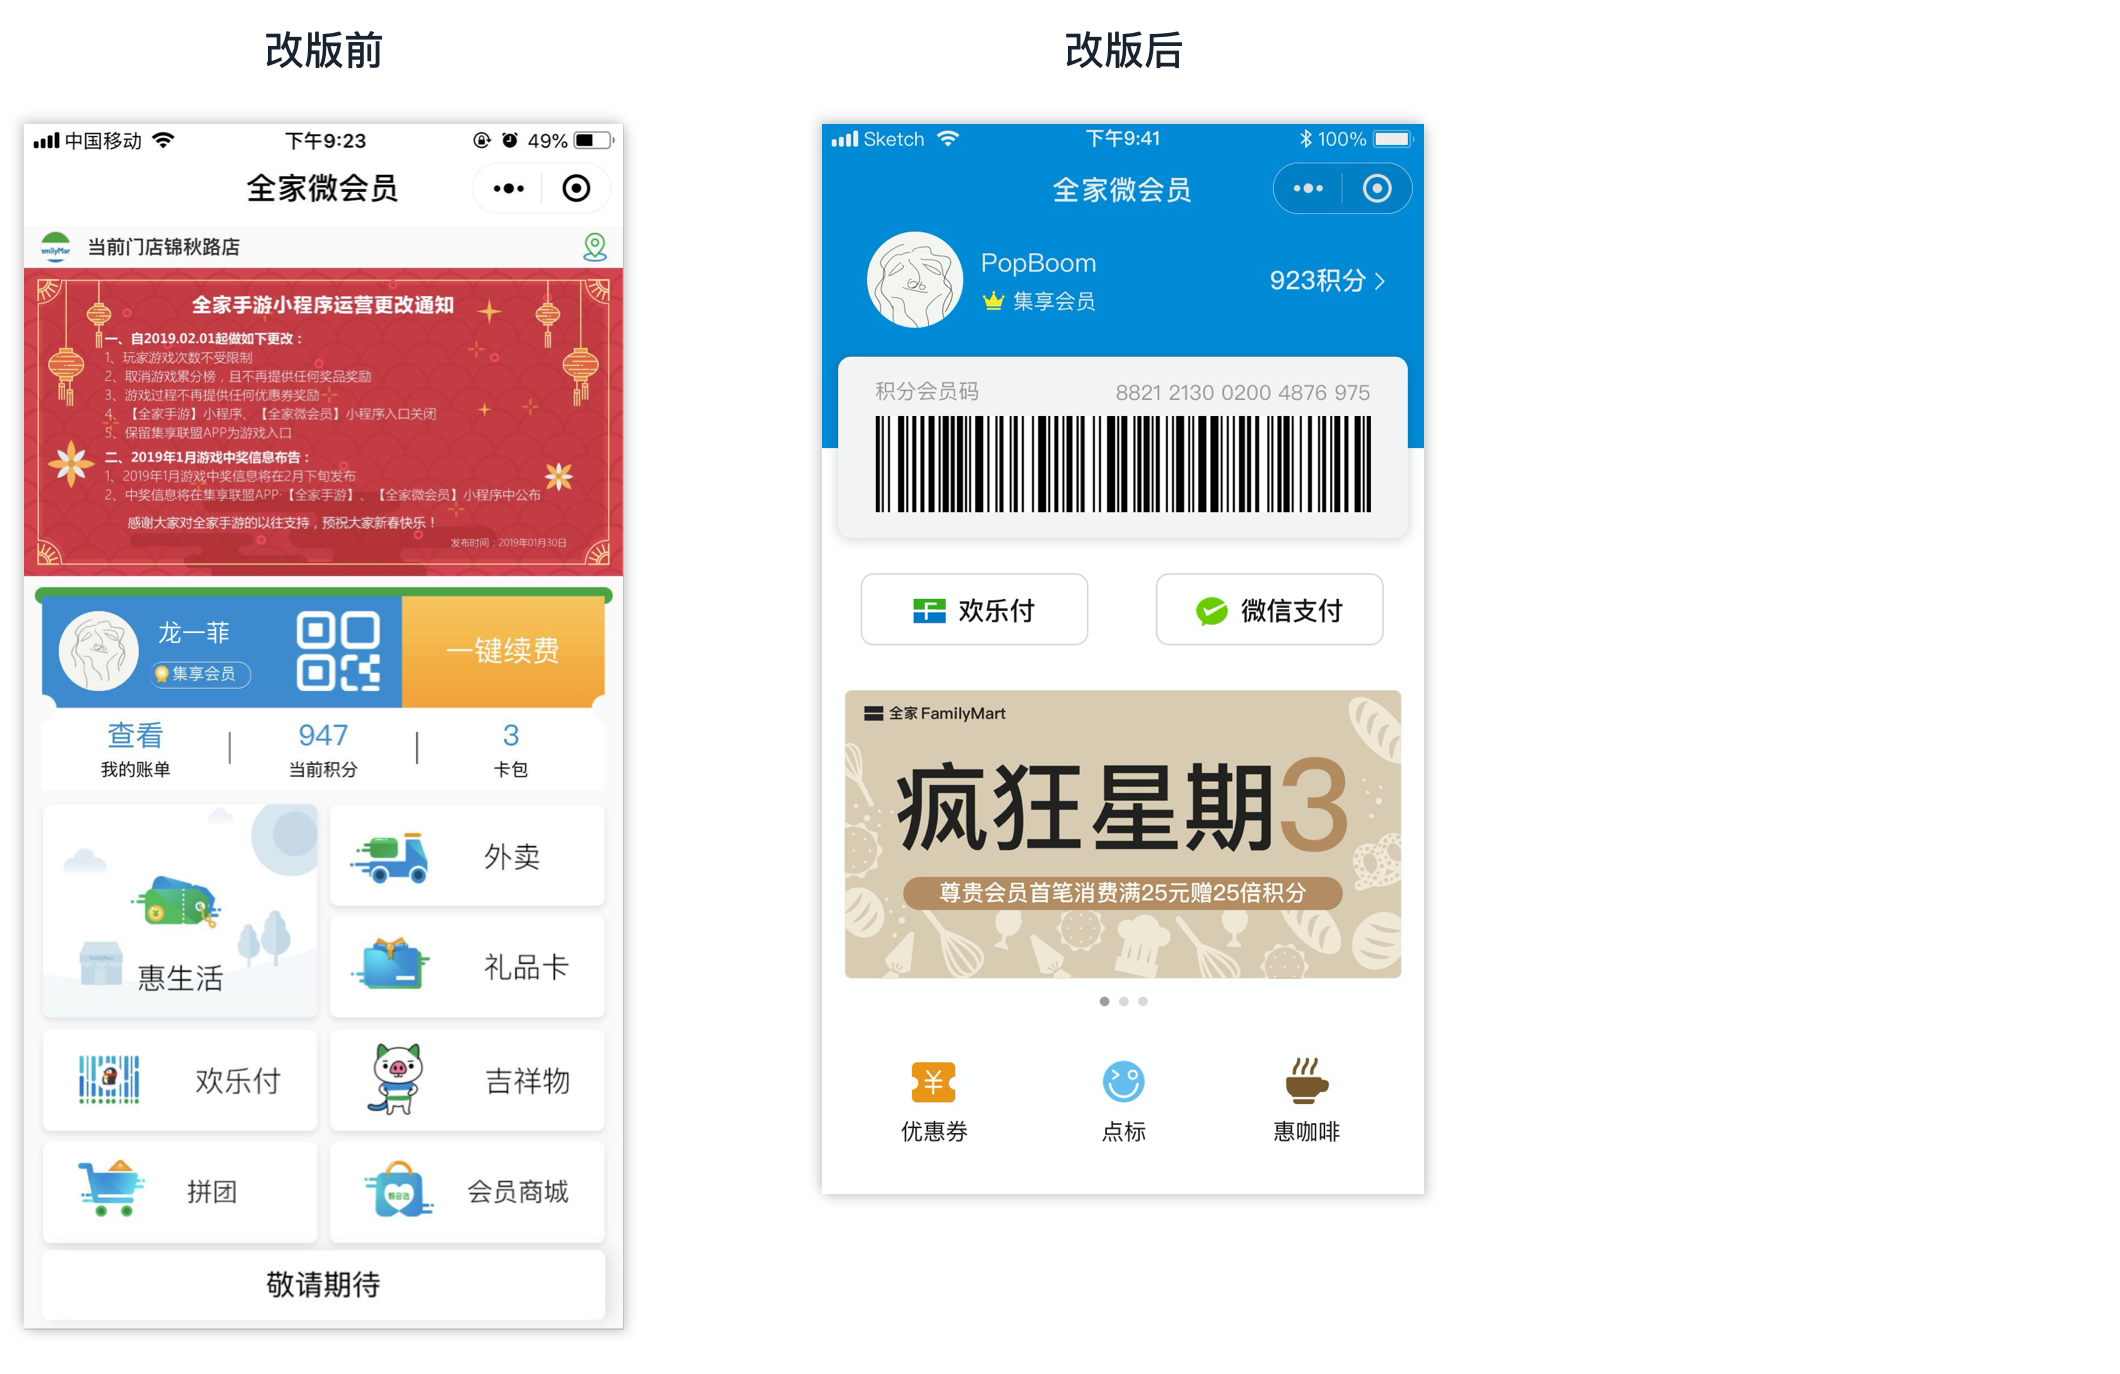 改版前
中国移动
下午9:23
49%
全家微会员
当前门店锦秋路店
全家手游小程序运营更改通知
一、自2019.02.01起做如下更改：
1、玩家游戏次数不受限制
2、取消游戏累分榜，且不再提供任何奖品奖励
3、游戏过程不再提供任何优惠券奖励
4、【全家手游】小程序、【全家微会员】小程序入口关闭
5、保留集享联盟APP为游戏入口
二、2019年1月游戏中奖信息布告：
1、2019年1月游戏中奖信息将在2月下旬发布
2、中奖信息将在集享联盟APP·【全家手游】、【全家微会员】小程序中公布
感谢大家对全家手游的以往支持，预祝大家新春快乐！
发布时间：2019年01月30日
龙一菲
集享会员
一键续费
查看
947
3
我的账单
当前积分
卡包
惠生活
外卖
礼品卡
欢乐付
吉祥物
拼团
会员商城
敬请期待
改版后
Sketch
下午9:41
100%
全家微会员
PopBoom
集享会员
923积分
积分会员码
8821 2130 0200 4876 975
欢乐付
微信支付
全家 FamilyMart
疯狂星期3
尊贵会员首笔消费满25元赠25倍积分
优惠券
点标
惠咖啡